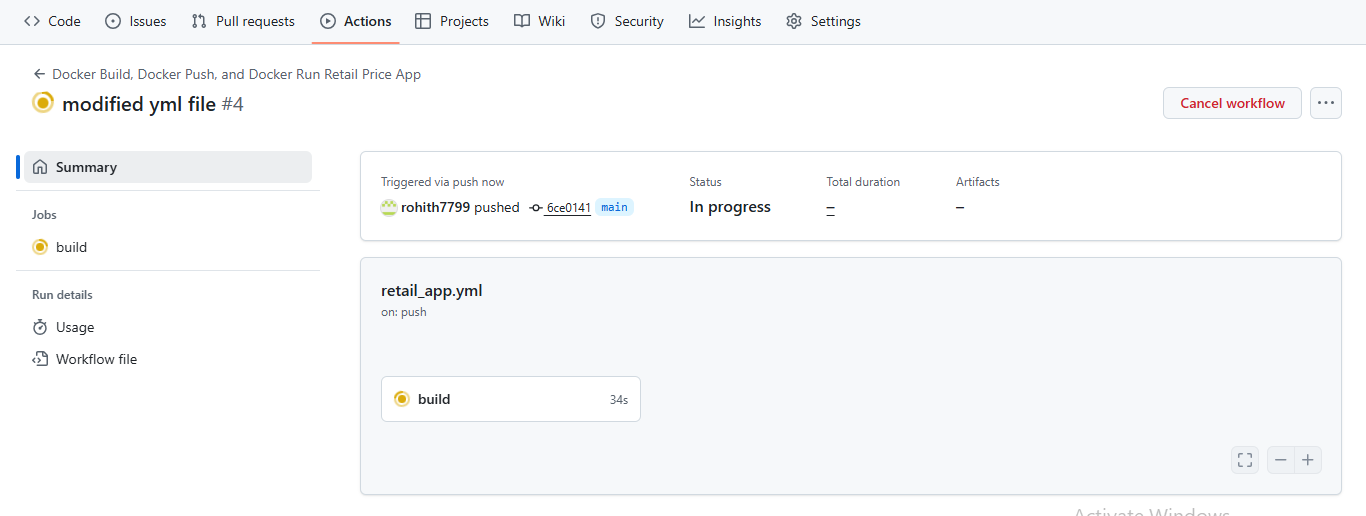 Code Issues Pull requests Actions Projects Wiki Security Insights Settings
Docker Build, Docker Push, and Docker Run Retail Price App
modified yml file #4
Cancel workflow
Summary
Jobs
build
Run details
Usage
Workflow file
Triggered via push now
rohith7799 pushed 6ce0141 main
Status
In progress
Total duration
–
Artifacts
–
retail_app.yml
on: push
build 34s
Activate Windows